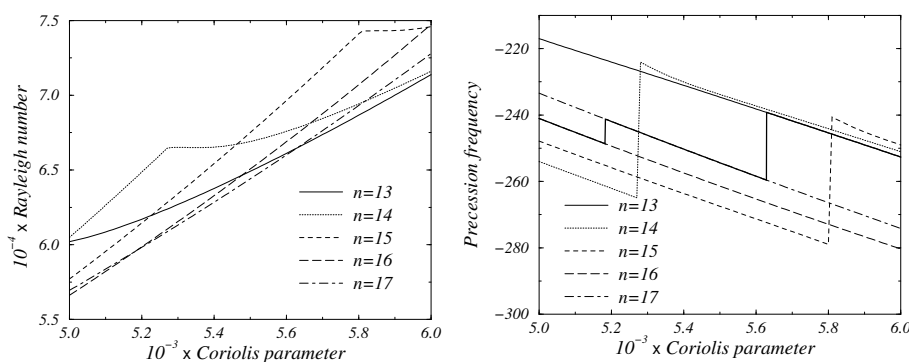 7.5
7.0
6.5
6.0
5.5
10⁻⁴ x Rayleigh number
n=13
n=14
n=15
n=16
n=17
5.0 5.2 5.4 5.6 5.8 6.0
10⁻³ x Coriolis parameter
−220
−240
−260
−280
−300
Precession frequency
n=13
n=14
n=15
n=16
n=17
5.0 5.2 5.4 5.6 5.8 6.0
10⁻³ x Coriolis parameter